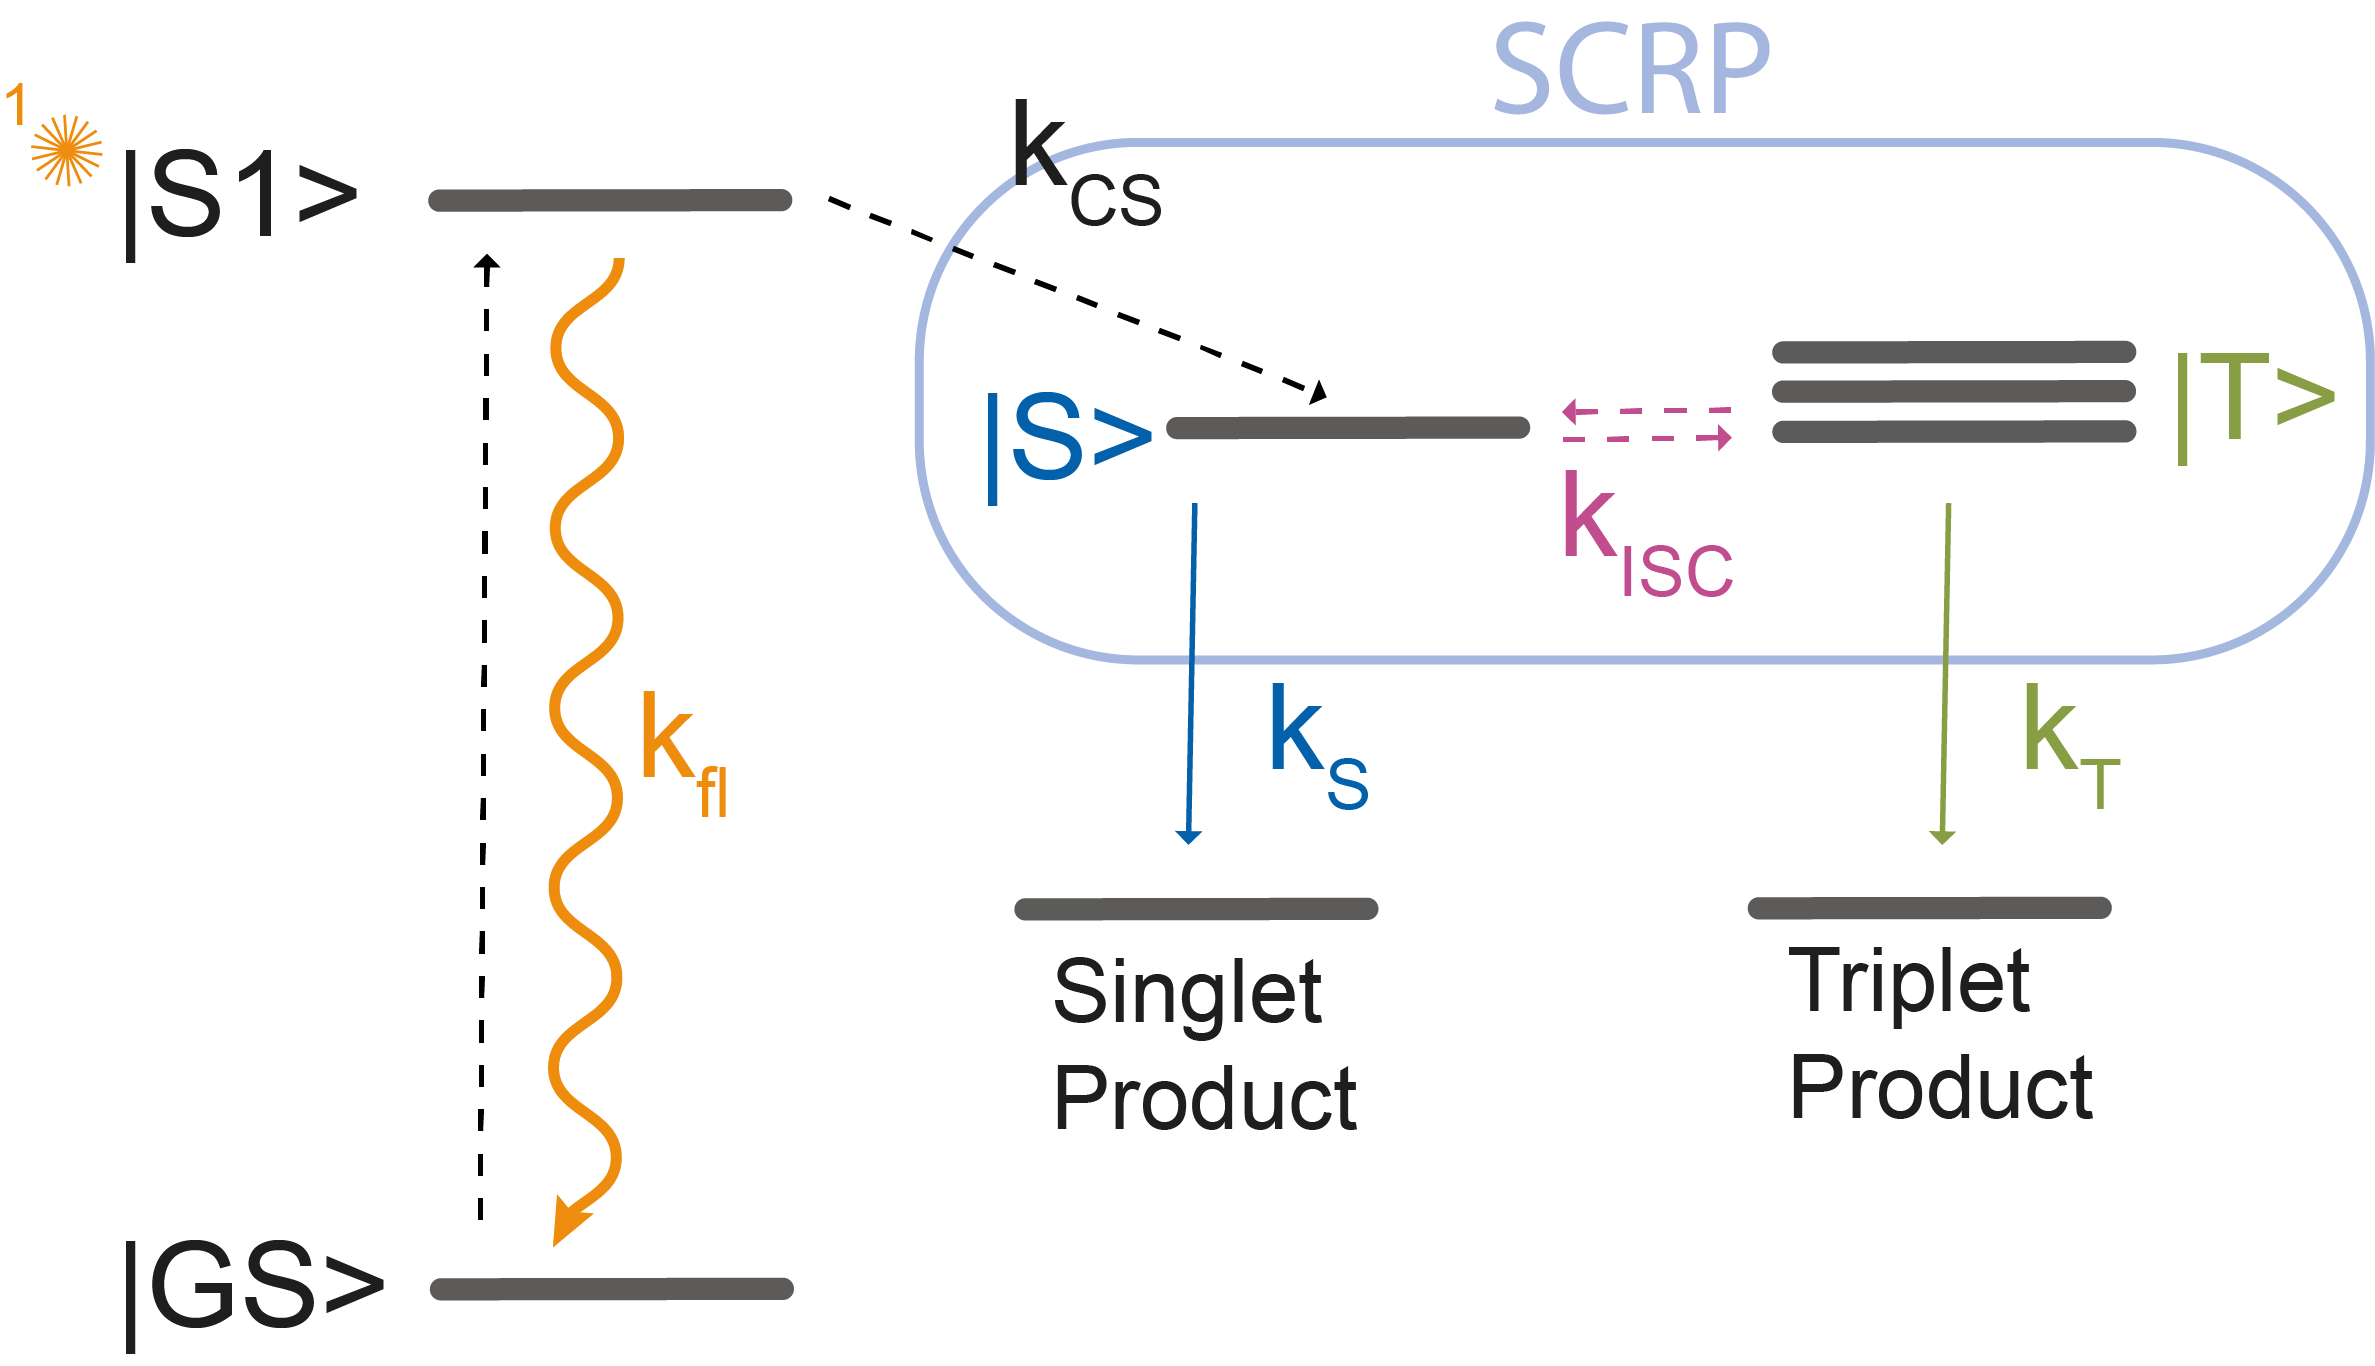 SCRP
1
|S1>
kCS
|S>
|T>
kISC
kfl
kS
kT
Singlet
Product
Triplet
Product
|GS>